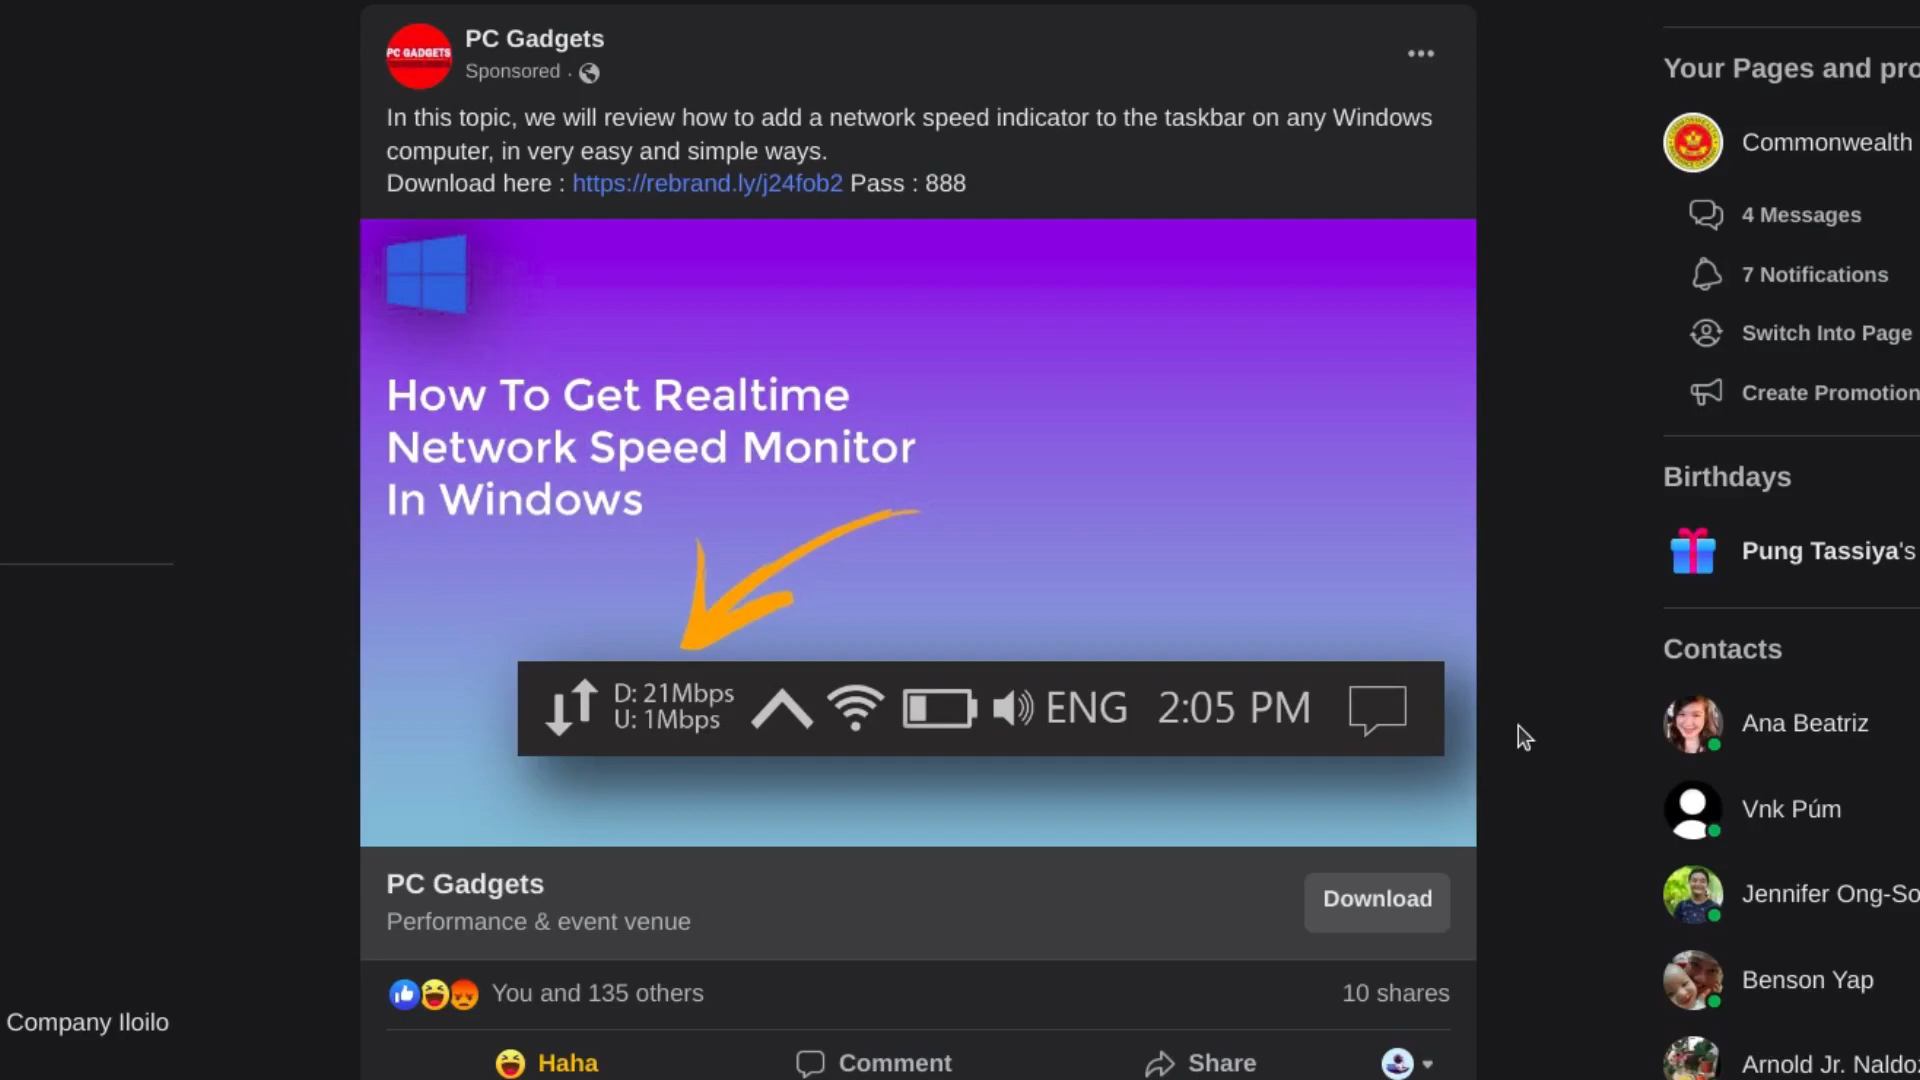 PC GADGETS
PC Gadgets
Sponsored ·
In this topic, we will review how to add a network speed indicator to the taskbar on any Windows
computer, in very easy and simple ways.
Download here : https://rebrand.ly/j24fob2 Pass : 888
How To Get Realtime
Network Speed Monitor
In Windows
D: 21Mbps
U: 1Mbps
ENG 2:05 PM
PC Gadgets
Performance & event venue
Download
You and 135 others
10 shares
Haha
Comment
Share
Company Iloilo
Your Pages and pro
Commonwealth
4 Messages
7 Notifications
Switch Into Page
Create Promotion
Birthdays
Pung Tassiya's
Contacts
Ana Beatriz
Vnk Púm
Jennifer Ong-So
Benson Yap
Arnold Jr. Naldoz